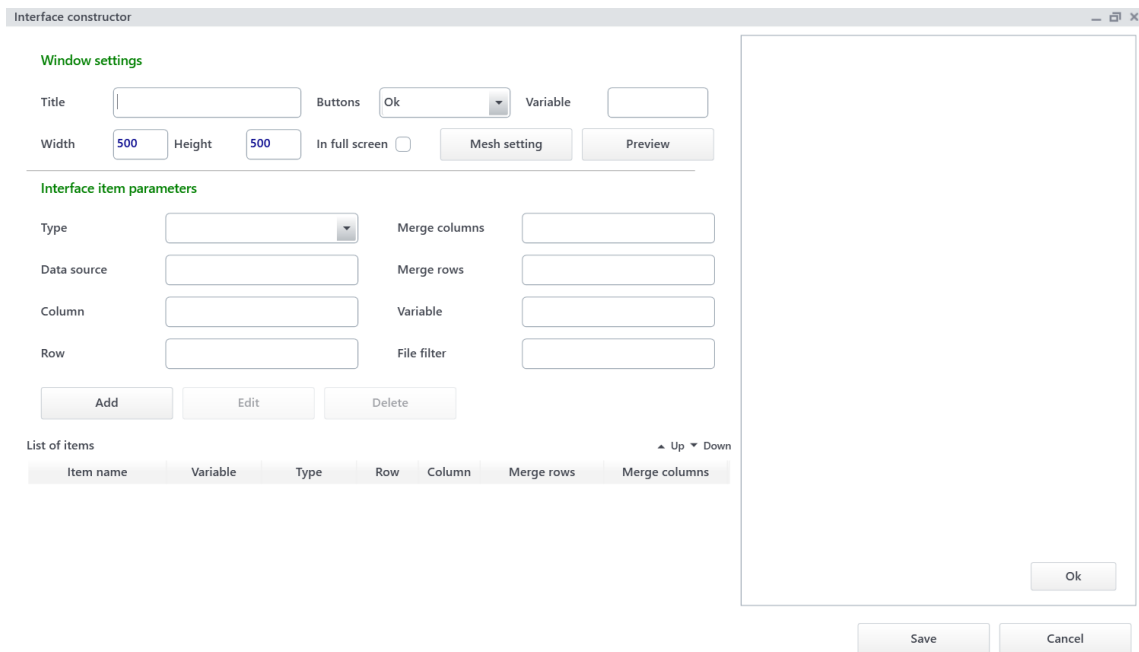 Interface constructor
Window settings
Title Buttons Ok Variable
Width 500 Height 500 In full screen Mesh setting Preview
Interface item parameters
Type Merge columns
Data source Merge rows
Column Variable
Row File filter
Add Edit Delete
List of items Up Down
Item name Variable Type Row Column Merge rows Merge columns
Ok
Save Cancel